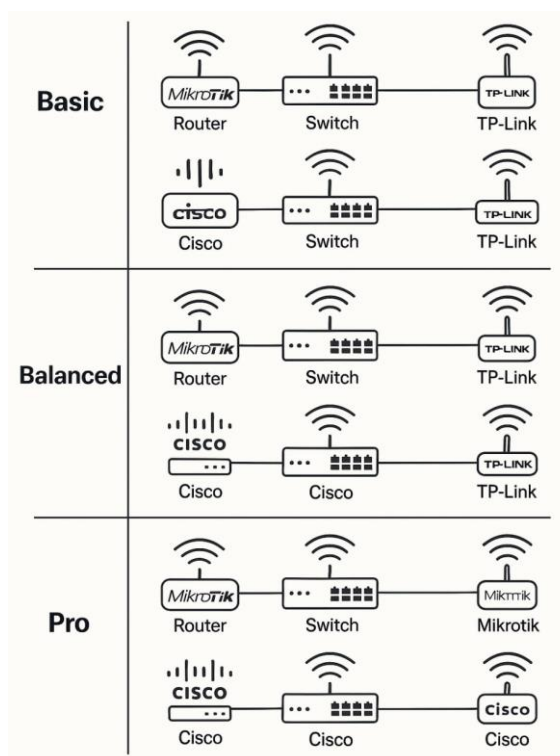 Basic
MikroTik TP-LINK
Router Switch TP-Link
cisco TP-LINK
Cisco Switch TP-Link
Balanced
MikroTik TP-LINK
Router Switch TP-Link
CISCO TP-LINK
Cisco Cisco TP-Link
Pro
MikroTik Mikrττik
Router Switch Mikrotik
CISCO cisco
Cisco Cisco Cisco